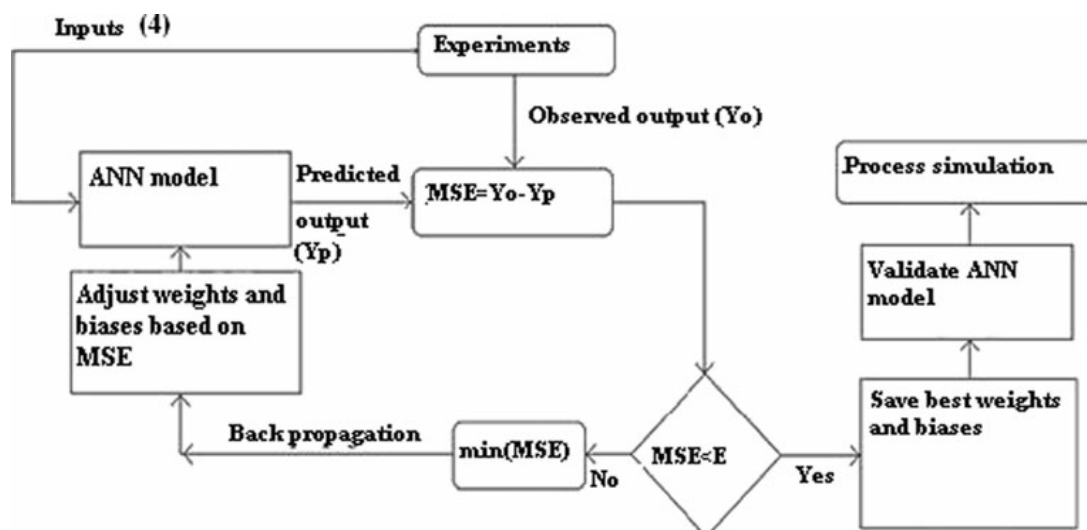 Inputs (4)
Experiments
Observed output (Yo)
ANN model
Predicted
output
(Yp)
MSE=Yo-Yp
Process simulation
Validate ANN
model
Adjust weights and
biases based on
MSE
Save best weights
and biases
Back propagation
min(MSE)
No
MSE<E
Yes